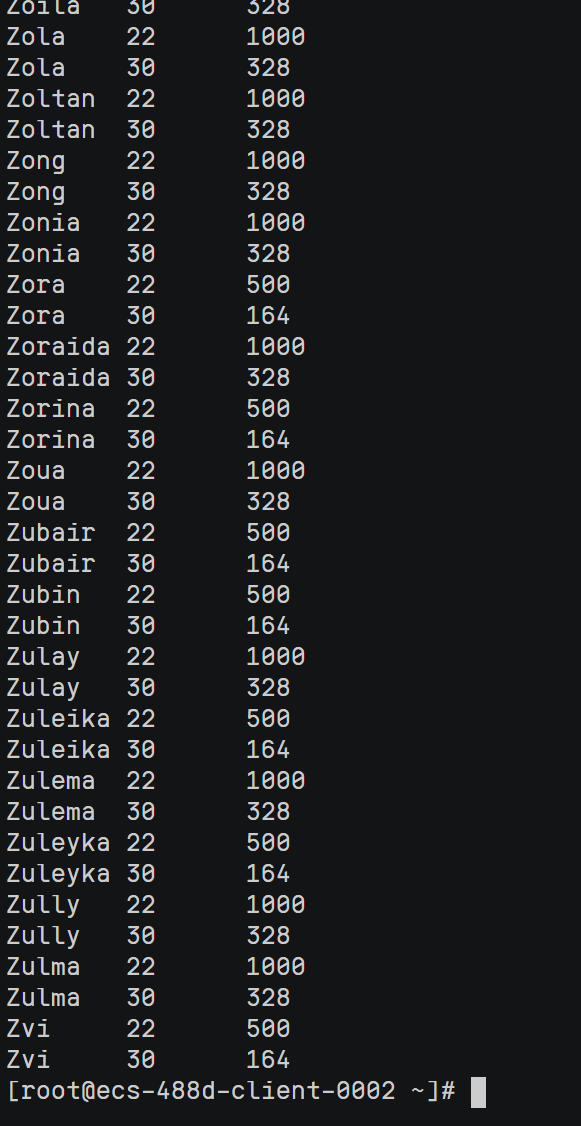 Zoila 30 328
Zola 22 1000
Zola 30 328
Zoltan 22 1000
Zoltan 30 328
Zong 22 1000
Zong 30 328
Zonia 22 1000
Zonia 30 328
Zora 22 500
Zora 30 164
Zoraida 22 1000
Zoraida 30 328
Zorina 22 500
Zorina 30 164
Zoua 22 1000
Zoua 30 328
Zubair 22 500
Zubair 30 164
Zubin 22 500
Zubin 30 164
Zulay 22 1000
Zulay 30 328
Zuleika 22 500
Zuleika 30 164
Zulema 22 1000
Zulema 30 328
Zuleyka 22 500
Zuleyka 30 164
Zully 22 1000
Zully 30 328
Zulma 22 1000
Zulma 30 328
Zvi 22 500
Zvi 30 164
[root@ecs-488d-client-0002 ~]#